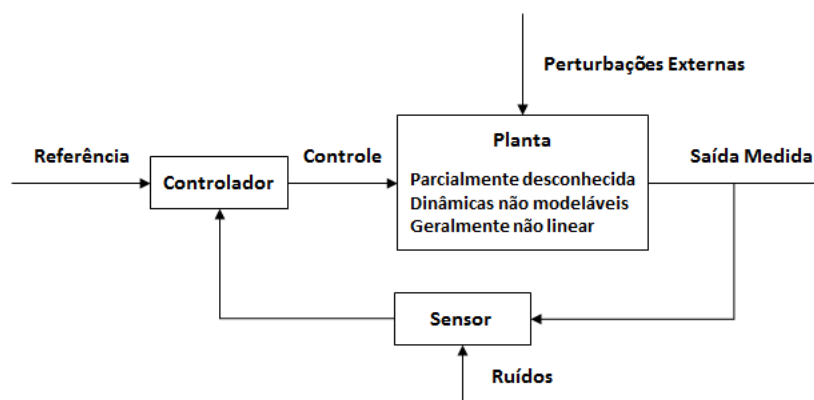 Perturbações Externas
Planta
Referência
Controle
Saída Medida
Controlador
Parcialmente desconhecida
Dinâmicas não modeláveis
Geralmente não linear
Sensor
Ruídos